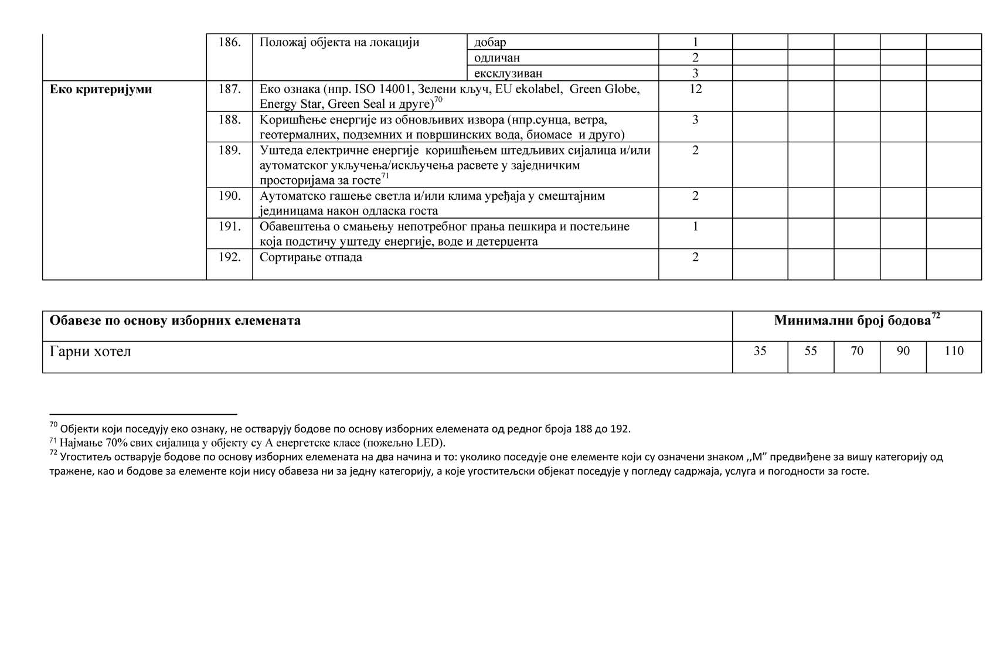 186. Положај објекта на локацији добар 1
одличан 2
ексклузиван 3
Еко критеријуми 187. Еко ознака (нпр. ISO 14001, Зелени кључ, EU ekolabel, Green Globe, 12
Energy Star, Green Seal и друге)70
188. Коришћење енергије из обновљивих извора (нпр.сунца, ветра, 3
геотермалних, подземних и површинских вода, биомасе и друго)
189. Уштеда електричне енергије коришћењем штедљивих сијалица и/или 2
аутоматског укључења/искључења расвете у заједничким
просторијама за госте71
190. Аутоматско гашење светла и/или клима уређаја у смештајним 2
јединицама након одласка госта
191. Обавештења о смањењу непотребног прања пешкира и постељине 1
која подстичу уштеду енергије, воде и детерџента
192. Сортирање отпада 2
Обавезе по основу изборних елемената Минимални број бодова72
Гарни хотел 35 55 70 90 110
70 Објекти који поседују еко ознаку, не остварују бодове по основу изборних елемената од редног броја 188 до 192.
71 Најмање 70% свих сијалица у објекту су А енергетске класе (пожељно LED).
72 Угоститељ остварује бодове по основу изборних елемената на два начина и то: уколико поседује оне елементе који су означени знаком ,,М” предвиђене за вишу категорију од
тражене, као и бодове за елементе који нису обавеза ни за једну категорију, а које угоститељски објекат поседује у погледу садржаја, услуга и погодности за госте.